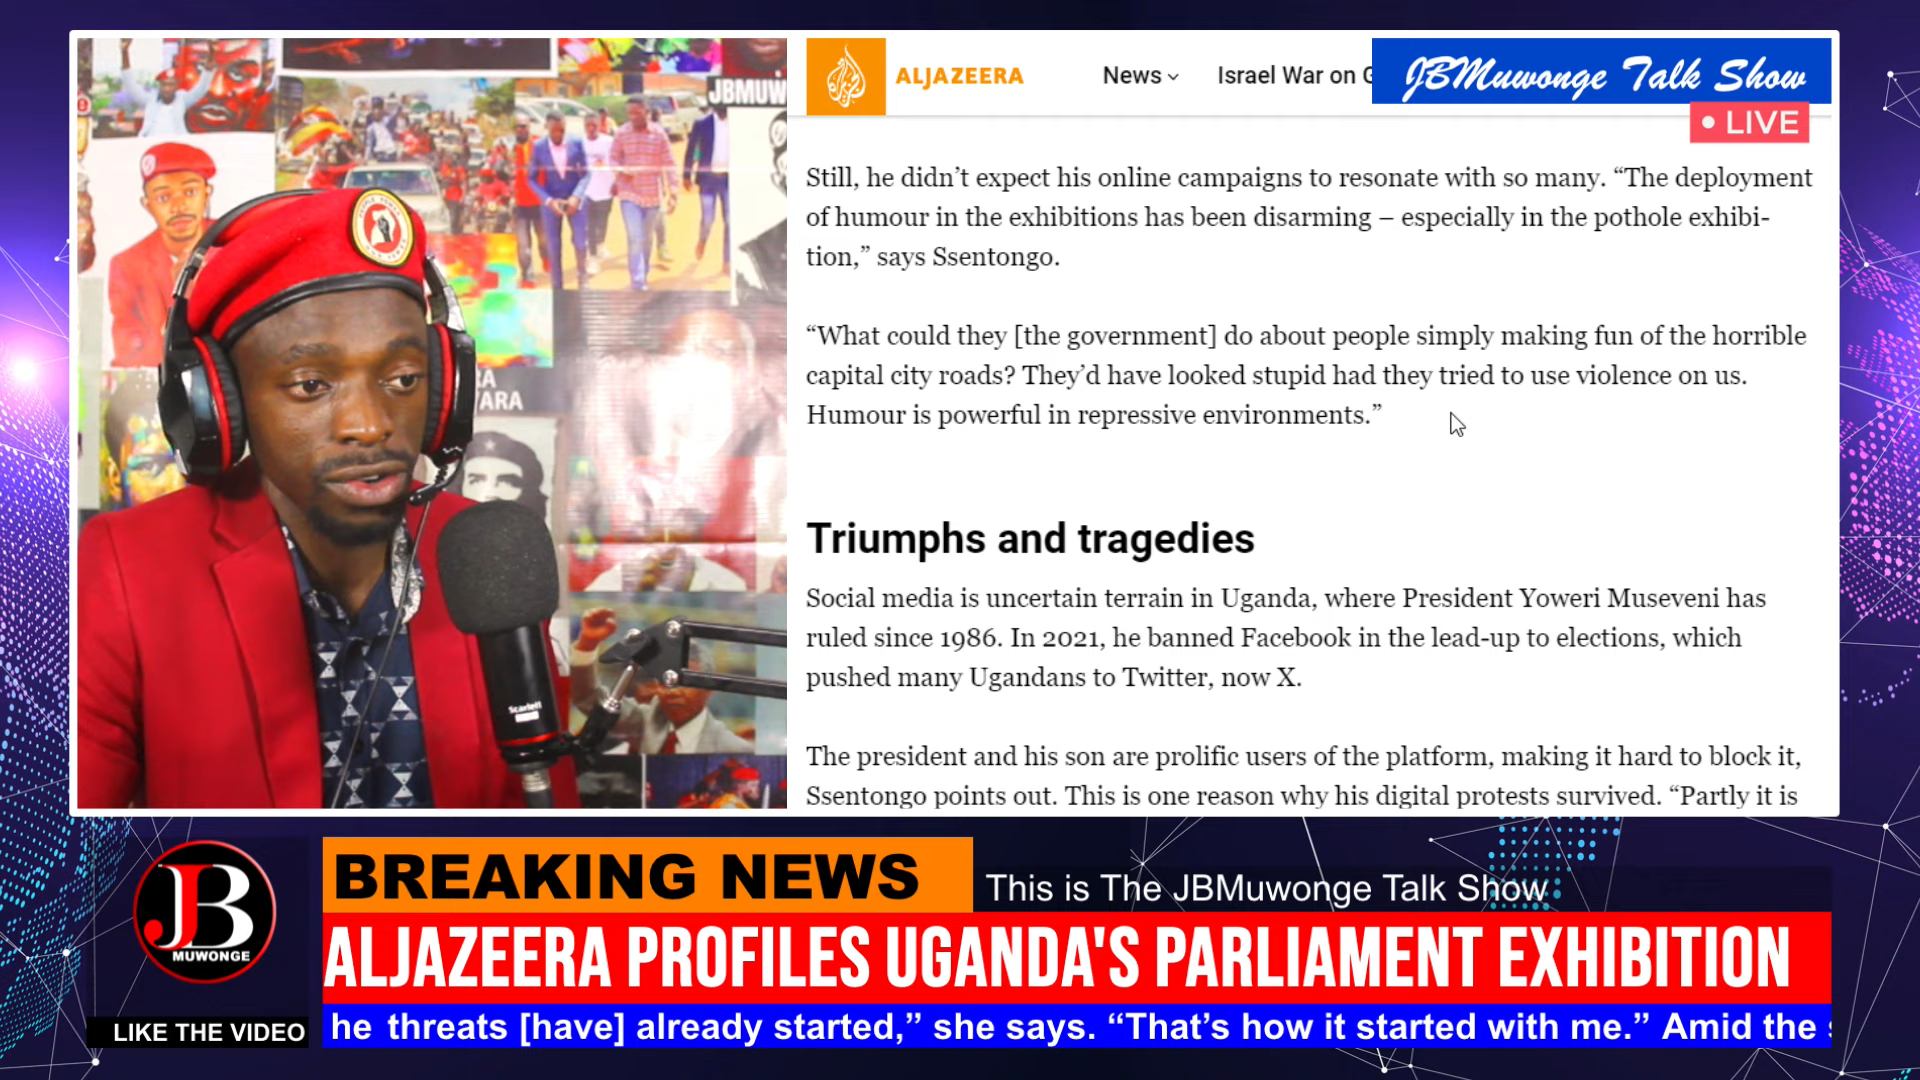 JBMUW
RA
VARA
Scarlett
ALJAZEERA
News
Israel War on G
JBMuwonge Talk Show
LIVE
Still, he didn’t expect his online campaigns to resonate with so many. “The deployment
of humour in the exhibitions has been disarming – especially in the pothole exhibi-
tion,” says Ssentongo.
“What could they [the government] do about people simply making fun of the horrible
capital city roads? They’d have looked stupid had they tried to use violence on us.
Humour is powerful in repressive environments.”
Triumphs and tragedies
Social media is uncertain terrain in Uganda, where President Yoweri Museveni has
ruled since 1986. In 2021, he banned Facebook in the lead-up to elections, which
pushed many Ugandans to Twitter, now X.
The president and his son are prolific users of the platform, making it hard to block it,
Ssentongo points out. This is one reason why his digital protests survived. “Partly it is
JB
MUWONGE
LIKE THE VIDEO
BREAKING NEWS
This is The JBMuwonge Talk Show
ALJAZEERA PROFILES UGANDA'S PARLIAMENT EXHIBITION
he threats [have] already started,” she says. “That’s how it started with me.” Amid the s